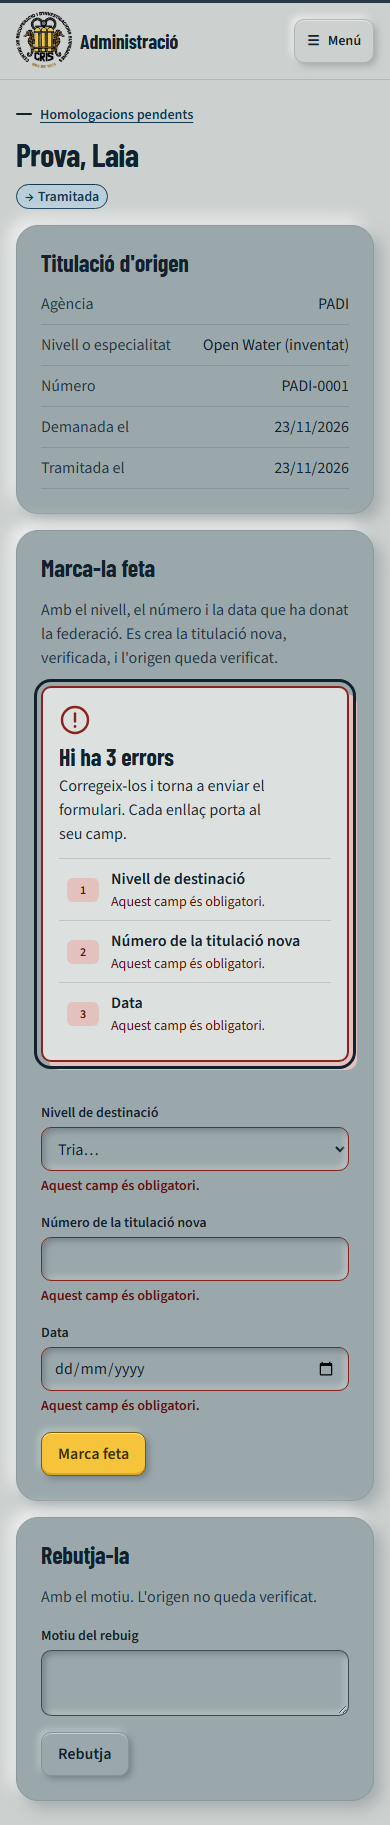 CRIS
Administració
☰ Menú
— Homologacions pendents
Prova, Laia
→ Tramitada
Titulació d'origen
Agència PADI
Nivell o especialitat Open Water (inventat)
Número PADI-0001
Demanada el 23/11/2026
Tramitada el 23/11/2026
Marca-la feta
Amb el nivell, el número i la data que ha donat
la federació. Es crea la titulació nova,
verificada, i l'origen queda verificat.
Hi ha 3 errors
Corregeix-los i torna a enviar el
formulari. Cada enllaç porta al
seu camp.
1 Nivell de destinació
Aquest camp és obligatori.
2 Número de la titulació nova
Aquest camp és obligatori.
3 Data
Aquest camp és obligatori.
Nivell de destinació
Tria...
Aquest camp és obligatori.
Número de la titulació nova
Aquest camp és obligatori.
Data
dd/mm/yyyy
Aquest camp és obligatori.
Marca feta
Rebutja-la
Amb el motiu. L'origen no queda verificat.
Motiu del rebuig
Rebutja